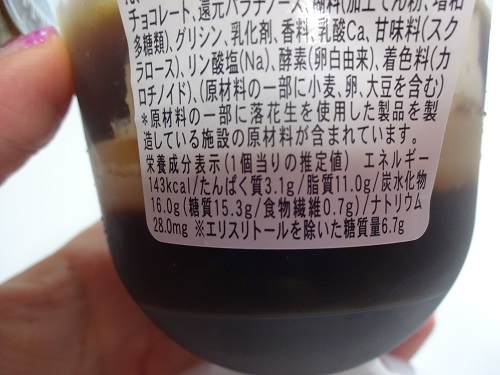 チョコレート、還元パラチノース、糊料(加工でん粉、増粘
多糖類)、グリシン、乳化剤、香料、乳酸Ca、甘味料(スク
ラロース)、リン酸塩(Na)、酵素(卵白由来)、着色料(カ
ロチノイド)、(原材料の一部に小麦、卵、大豆を含む)
※原材料の一部に落花生を使用した製品を製
造している施設の原材料が含まれています。
栄養成分表示(1個当りの推定値) エネルギー
143kcal/たんぱく質3.1g/脂質11.0g/炭水化物
16.0g(糖質15.3g/食物繊維0.7g)/ナトリウム
28.0mg ※エリスリトールを除いた糖質量6.7g